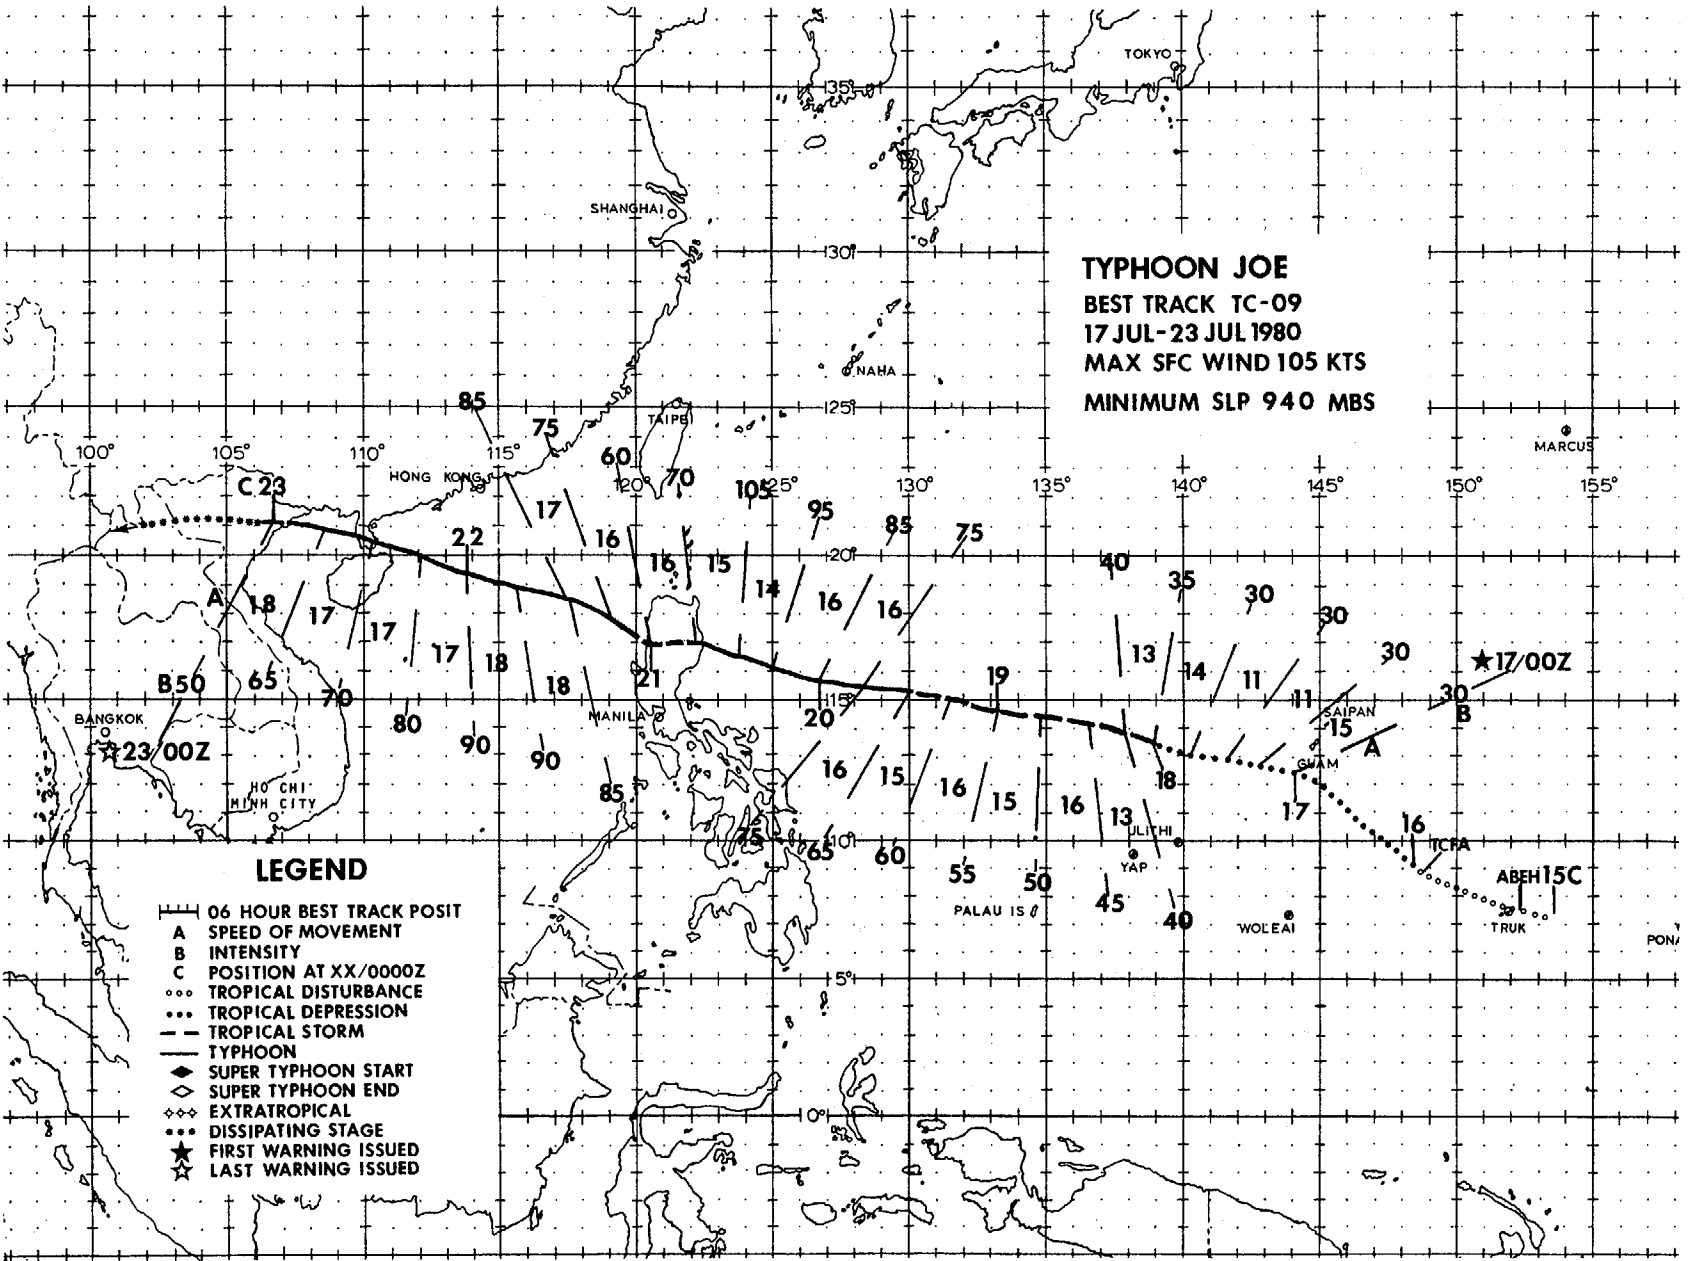 TOKYO
35°
SHANGHAI
30°
TYPHOON JOE
BEST TRACK TC-09
17 JUL-23 JUL 1980
MAX SFC WIND 105 KTS
MINIMUM SLP 940 MBS
NAHA
25°
TAIPEI
MARCUS
85
75
60
70
100° 105° 110° 115° 120° 125° 130° 135° 140° 145° 150° 155°
HONG KONG
C 23
105
95
85
75
17
16
22
20°
16
15
14
16
16
40
35
30
30
30
30
17/00Z
A
18
17
17
17
18
18
13
14
11
11
B50
65
70
80
90
90
85
21
20
19
15°
MANILA
SAIPAN
15
A
B
GUAM
BANGKOK
23/00Z
HO CHI
MINH CITY
16
15
16
15
16
13
18
17
16
TCFA
ABEH15C
75
65
10°
60
55
50
45
40
ULITHI
YAP
PALAU IS
WOLEAI
TRUK
PONA
5°
0°
LEGEND
06 HOUR BEST TRACK POSIT
A SPEED OF MOVEMENT
B INTENSITY
C POSITION AT XX/0000Z
TROPICAL DISTURBANCE
TROPICAL DEPRESSION
TROPICAL STORM
TYPHOON
SUPER TYPHOON START
SUPER TYPHOON END
EXTRATROPICAL
DISSIPATING STAGE
FIRST WARNING ISSUED
LAST WARNING ISSUED